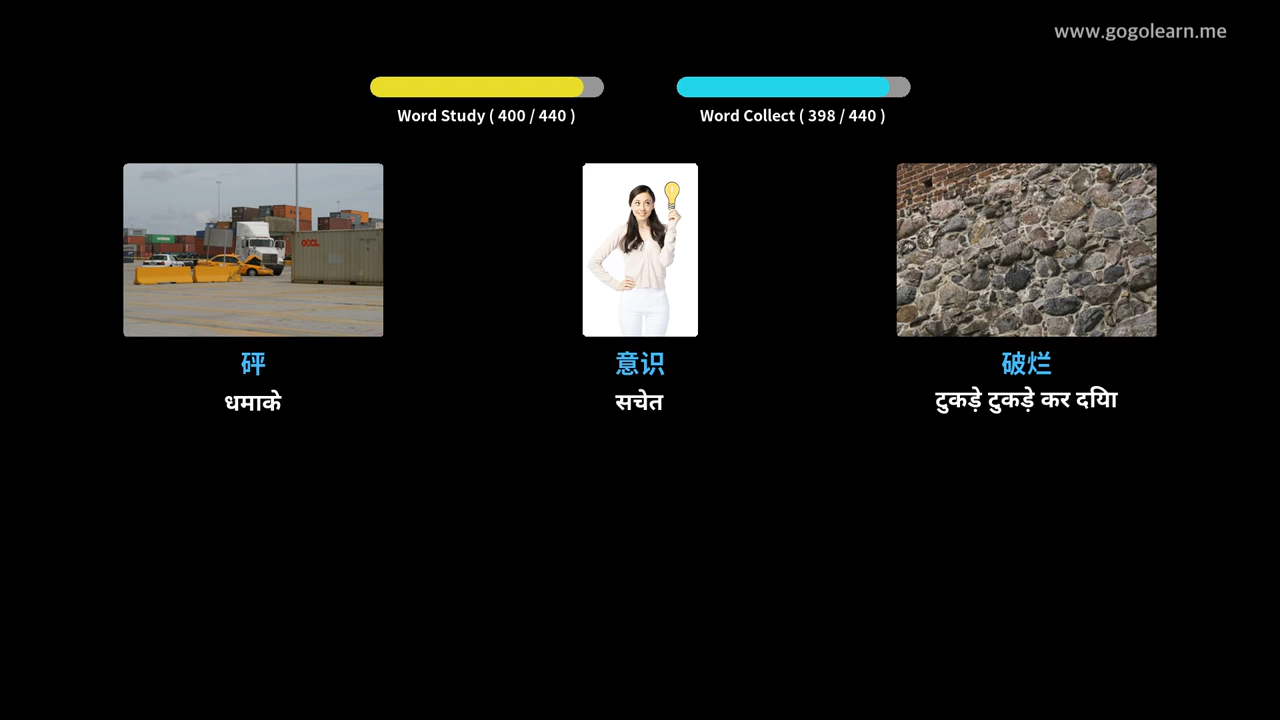 www.gogolearn.me
Word Study ( 400 / 440 )
Word Collect ( 398 / 440 )
砰
意识
破烂
धमाके
सचेत
टुकड़े टुकड़े कर दयिा